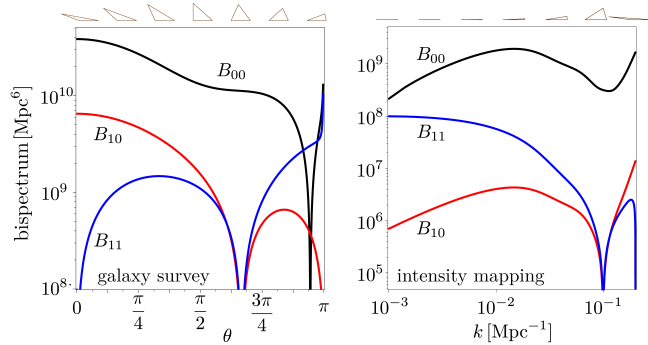 bispectrum [Mpc⁶]
10¹⁰
10⁹
10⁸
B₀₀
B₁₀
B₁₁
galaxy survey
0
π/4
π/2
3π/4
π
θ
10⁹
10⁸
10⁷
10⁶
10⁵
B₀₀
B₁₁
B₁₀
intensity mapping
10⁻³
10⁻²
10⁻¹
k [Mpc⁻¹]